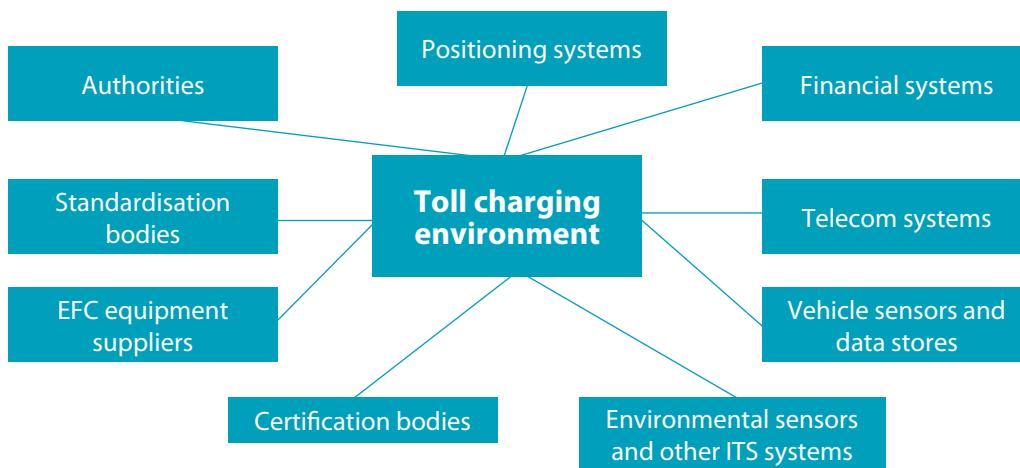 Positioning systems
Authorities
Financial systems
Toll charging
environment
Standardisation
bodies
Telecom systems
EFC equipment
suppliers
Vehicle sensors and
data stores
Certification bodies
Environmental sensors
and other ITS systems